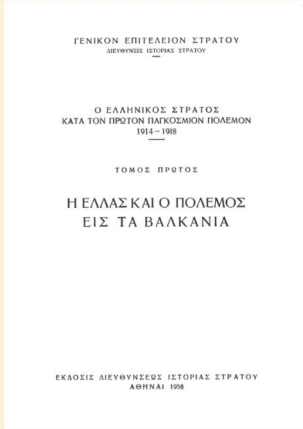 ΓΕΝΙΚΟΝ ΕΠΙΤΕΛΕΙΟΝ ΣΤΡΑΤΟΥ
ΔΙΕΥΘΥΝΣΙΣ ΙΣΤΟΡΙΑΣ ΣΤΡΑΤΟΥ
Ο ΕΛΛΗΝΙΚΟΣ ΣΤΡΑΤΟΣ
ΚΑΤΑ ΤΟΝ ΠΡΩΤΟΝ ΠΑΓΚΟΣΜΙΟΝ ΠΟΛΕΜΟΝ
1914 – 1918
ΤΟΜΟΣ ΠΡΩΤΟΣ
Η ΕΛΛΑΣ ΚΑΙ Ο ΠΟΛΕΜΟΣ
ΕΙΣ ΤΑ ΒΑΛΚΑΝΙΑ
ΕΚΔΟΣΙΣ ΔΙΕΥΘΥΝΣΕΩΣ ΙΣΤΟΡΙΑΣ ΣΤΡΑΤΟΥ
ΑΘΗΝΑΙ 1958